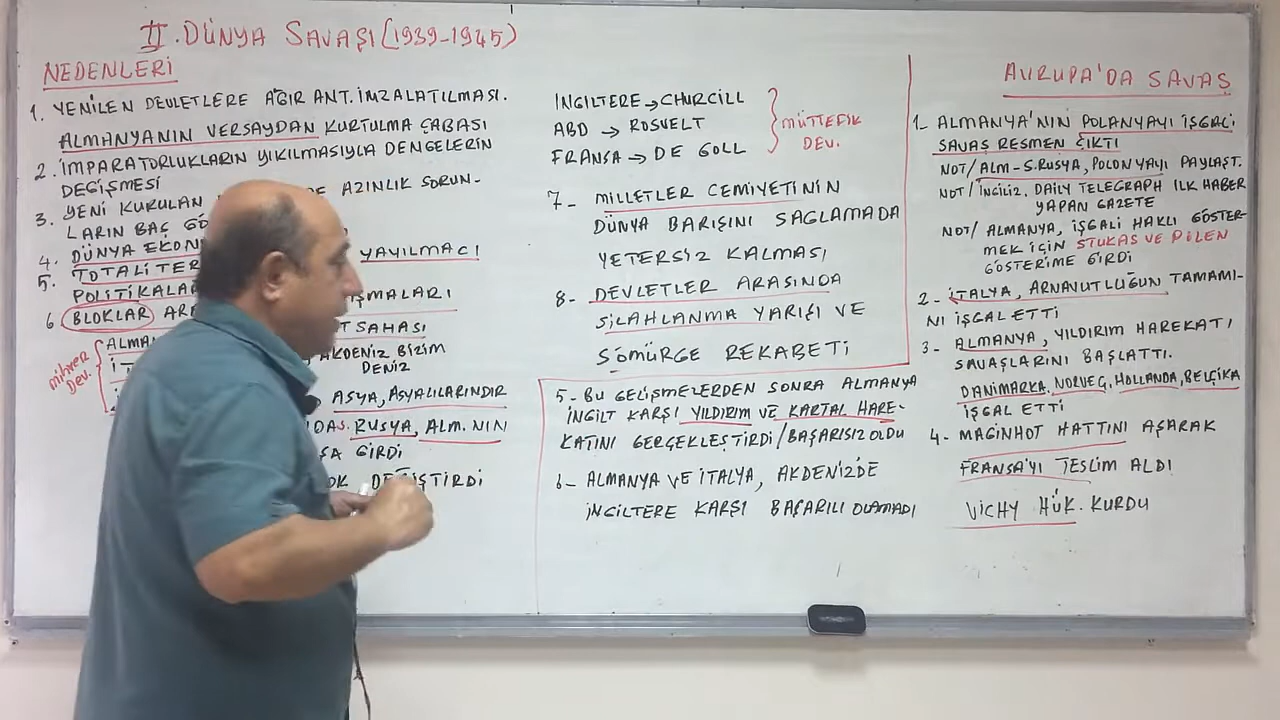 II. DÜNYA SAVAŞI (1939-1945)
NEDENLERİ
1. YENİLEN DEVLETLERE AĞIR ANT. İMZALATILMASI.
ALMANYANIN VERSAYDAN KURTULMA ÇABASI
2. İMPARATORLUKLARIN YIKILMASIYLA DENGELERİN
DEĞİŞMESİ
3. YENİ KURULAN AZINLIK SORUN-
LARIN BAŞ
4. DÜNYA
5. TOTALİTER YAYILMACI
POLİTİKALAR
6 BLOKLAR
MİHVER
DEV.
AKDENİZ BİZİM
DENİZ
ASYA, ASYALILARINDIR
S. RUSYA, ALM. NIN
GİRDİ
DEĞİŞTİRDİ
İNGİLTERE → CHURCİLL
ABD → ROSVELT
FRANSA → DE GOLL
MÜTTEFİK
DEV.
7- MİLLETLER CEMİYETİNİN
DÜNYA BARIŞINI SAĞLAMADA
YETERSİZ KALMASI
8- DEVLETLER ARASINDA
SİLAHLANMA YARIŞI VE
SÖMÜRGE REKABETİ
5- BU GELİŞMELERDEN SONRA ALMANYA
İNGİLT KARŞI YILDIRIM VE KARTAL HARE-
KATINI GERÇEKLEŞTİRDİ / BAŞARISIZ OLDU
6- ALMANYA VE İTALYA, AKDENİZDE
İNGİLTERE KARŞI BAŞARILI OLAMADI
AVRUPA'DA SAVAŞ
1- ALMANYA'NIN POLANYAYI İŞGALİ
SAVAŞ RESMEN ÇIKTI
NOT/ ALM-S.RUSYA, POLONYAYI PAYLAŞT.
NOT/ İNGİLİZ. DAILY TELEGRAPH İLK HABER
YAPAN GAZETE
NOT/ ALMANYA, İŞGALİ HAKLI GÖSTER-
MEK İÇİN STUKAS VE DİLEN
GÖSTERİME GİRDİ
2- İTALYA, ARNAVUTLUĞUN TAMAMI-
NI İŞGAL ETTİ
3- ALMANYA, YILDIRIM HAREKATI
SAVAŞLARINI BAŞLATTI.
DANİMARKA, NORVEÇ, HOLLANDA, BELÇİKA
İŞGAL ETTİ
4- MAGİNHOT HATTINI AŞARAK
FRANSA'YI TESLİM ALDI
VİCHY HÜK. KURDU